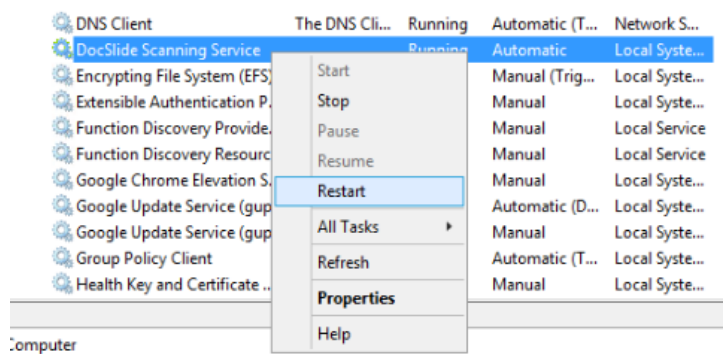 DNS Client The DNS Cli... Running Automatic (T... Network S...
DocSlide Scanning Service Running Automatic Local Syste...
Encrypting File System (EFS) Manual (Trig... Local Syste...
Extensible Authentication P. Manual Local Syste...
Function Discovery Provide. Manual Local Service
Function Discovery Resourc Manual Local Service
Google Chrome Elevation S. Manual Local Syste...
Google Update Service (gup Automatic (D... Local Syste...
Google Update Service (gup Manual Local Syste...
Group Policy Client Automatic (T... Local Syste...
Health Key and Certificate .. Manual Local Syste...
Start
Stop
Pause
Resume
Restart
All Tasks
Refresh
Properties
Help
Computer